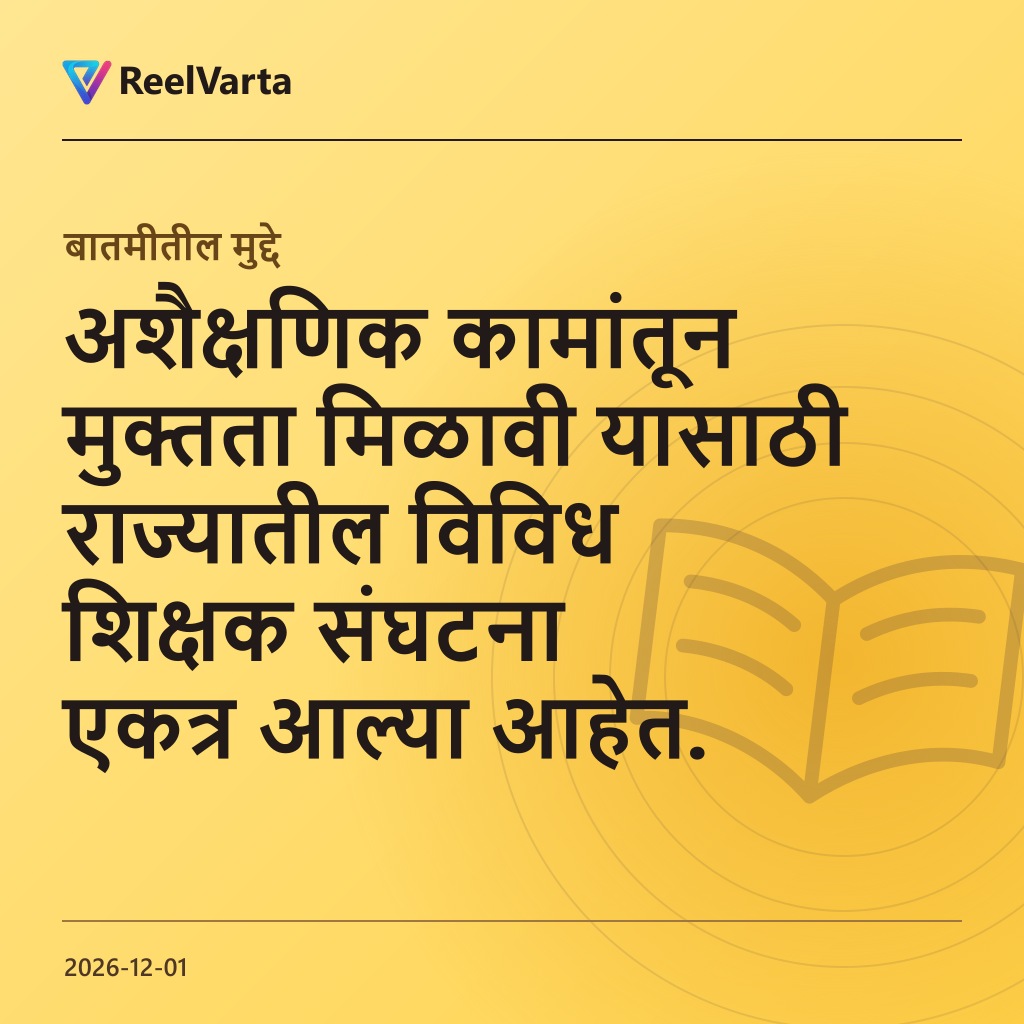 ReelVarta
बातमीतील मुद्दे
अशैक्षणिक कामांतून
मुक्तता मिळावी यासाठी
राज्यातील विविध
शिक्षक संघटना
एकत्र आल्या आहेत.
2026-12-01